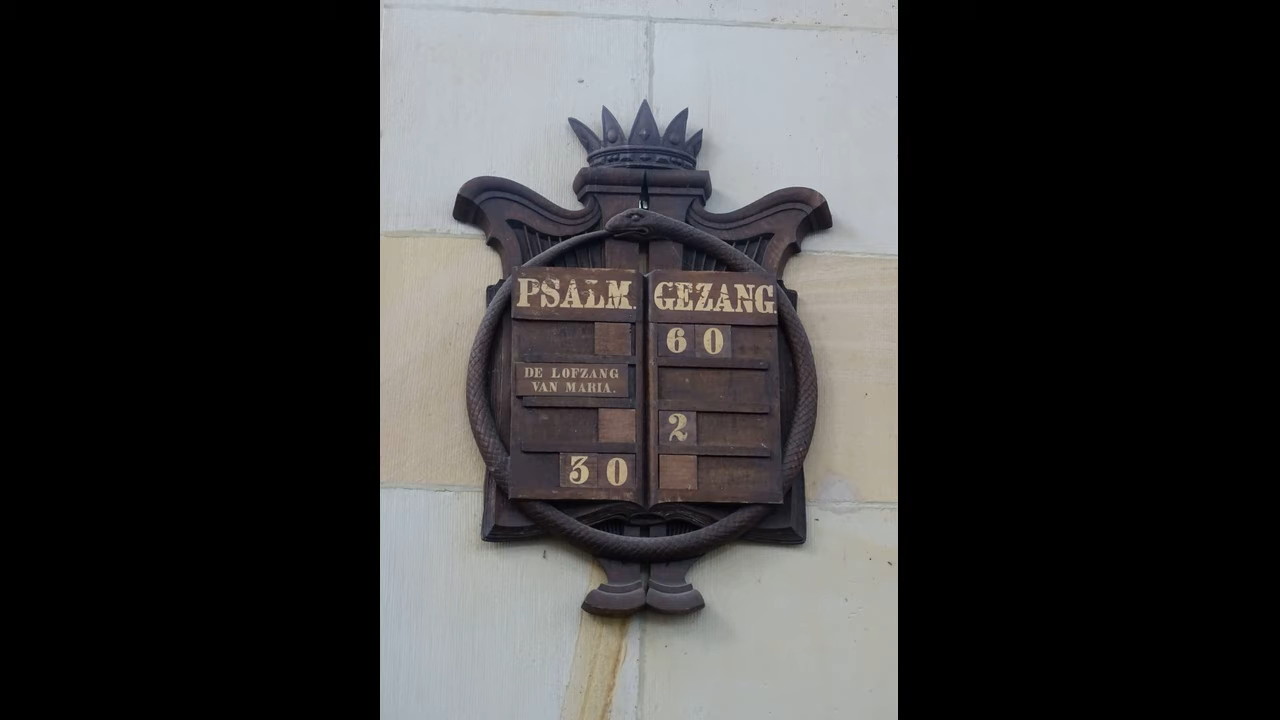 PSALM.
DE LOFZANG
VAN MARIA.
30
GEZANG.
60
2